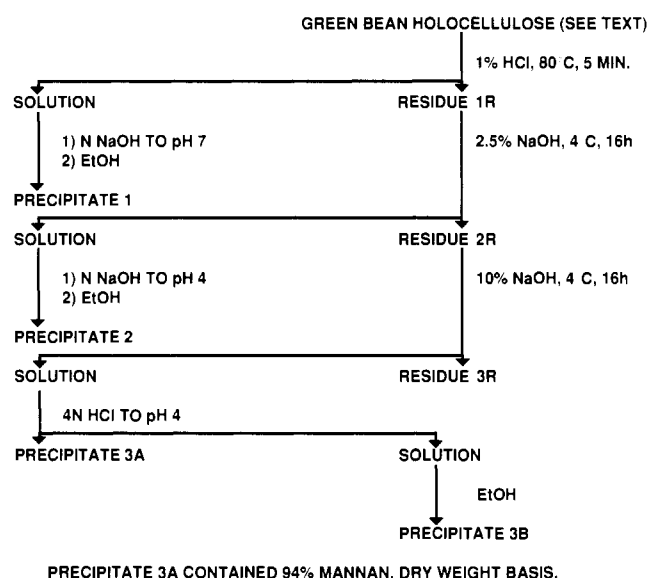 GREEN BEAN HOLOCELLULOSE (SEE TEXT)
1% HCl, 80 C, 5 MIN.
SOLUTION
RESIDUE 1R
1) N NaOH TO pH 7
2) EtOH
2.5% NaOH, 4 C, 16h
PRECIPITATE 1
SOLUTION
RESIDUE 2R
1) N NaOH TO pH 4
2) EtOH
10% NaOH, 4 C, 16h
PRECIPITATE 2
SOLUTION
RESIDUE 3R
4N HCl TO pH 4
PRECIPITATE 3A
SOLUTION
EtOH
PRECIPITATE 3B
PRECIPITATE 3A CONTAINED 94% MANNAN, DRY WEIGHT BASIS.